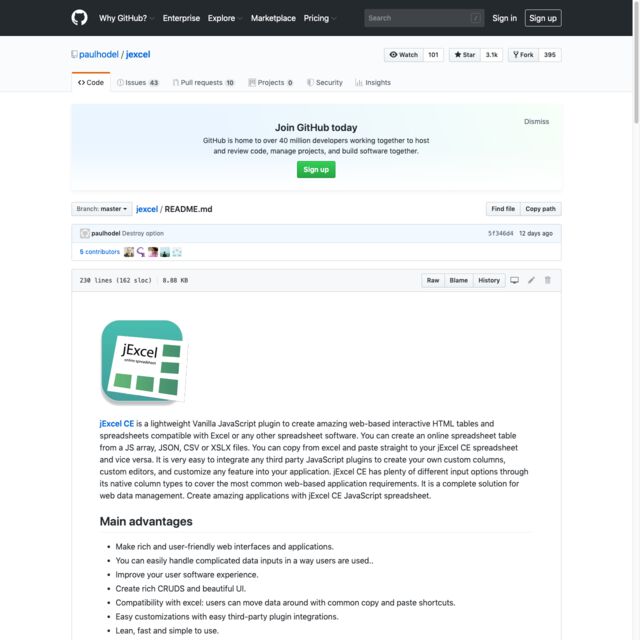 Why GitHub? Enterprise Explore Marketplace Pricing Search / Sign in Sign up
paulhodel / jexcel Watch 101 Star 3.1k Fork 395
Code Issues 43 Pull requests 10 Projects 0 Security Insights
Join GitHub today
Dismiss
GitHub is home to over 40 million developers working together to host
and review code, manage projects, and build software together.
Sign up
Branch: master jexcel / README.md Find file Copy path
paulhodel Destroy option 5f346d4 12 days ago
5 contributors
230 lines (162 sloc) 8.88 KB Raw Blame History
jExcel
online spreadsheet
jExcel CE is a lightweight Vanilla JavaScript plugin to create amazing web-based interactive HTML tables and
spreadsheets compatible with Excel or any other spreadsheet software. You can create an online spreadsheet table
from a JS array, JSON, CSV or XSLX files. You can copy from excel and paste straight to your jExcel CE spreadsheet
and vice versa. It is very easy to integrate any third party JavaScript plugins to create your own custom columns,
custom editors, and customize any feature into your application. jExcel CE has plenty of different input options through
its native column types to cover the most common web-based application requirements. It is a complete solution for
web data management. Create amazing applications with jExcel CE JavaScript spreadsheet.
Main advantages
• Make rich and user-friendly web interfaces and applications.
• You can easily handle complicated data inputs in a way users are used..
• Improve your user software experience.
• Create rich CRUDS and beautiful UI.
• Compatibility with excel: users can move data around with common copy and paste shortcuts.
• Easy customizations with easy third-party plugin integrations.
• Lean, fast and simple to use.